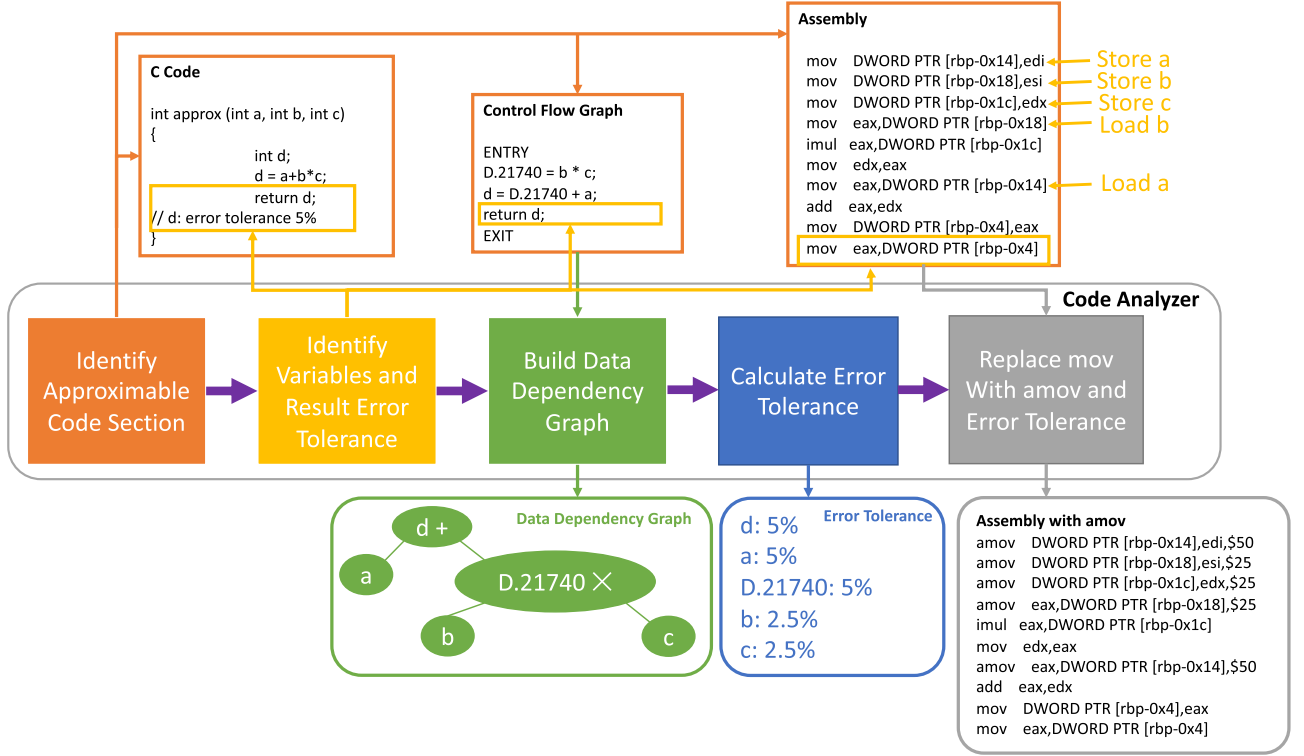 C Code
int approx (int a, int b, int c)
{
int d;
d = a+b*c;
return d;
// d: error tolerance 5%
}
Control Flow Graph
ENTRY
D.21740 = b * c;
d = D.21740 + a;
return d;
EXIT
Assembly
mov DWORD PTR [rbp-0x14],edi
mov DWORD PTR [rbp-0x18],esi
mov DWORD PTR [rbp-0x1c],edx
mov eax,DWORD PTR [rbp-0x18]
imul eax,DWORD PTR [rbp-0x1c]
mov edx,eax
mov eax,DWORD PTR [rbp-0x14]
add eax,edx
mov DWORD PTR [rbp-0x4],eax
mov eax,DWORD PTR [rbp-0x4]
Store a
Store b
Store c
Load b
Load a
Code Analyzer
Identify
Approximable
Code Section
Identify
Variables and
Result Error
Tolerance
Build Data
Dependency
Graph
Calculate Error
Tolerance
Replace mov
With amov and
Error Tolerance
Data Dependency Graph
d +
a
D.21740 ×
b
c
Error Tolerance
d: 5%
a: 5%
D.21740: 5%
b: 2.5%
c: 2.5%
Assembly with amov
amov DWORD PTR [rbp-0x14],edi,$50
amov DWORD PTR [rbp-0x18],esi,$25
amov DWORD PTR [rbp-0x1c],edx,$25
amov eax,DWORD PTR [rbp-0x18],$25
imul eax,DWORD PTR [rbp-0x1c]
mov edx,eax
amov eax,DWORD PTR [rbp-0x14],$50
add eax,edx
mov DWORD PTR [rbp-0x4],eax
mov eax,DWORD PTR [rbp-0x4]